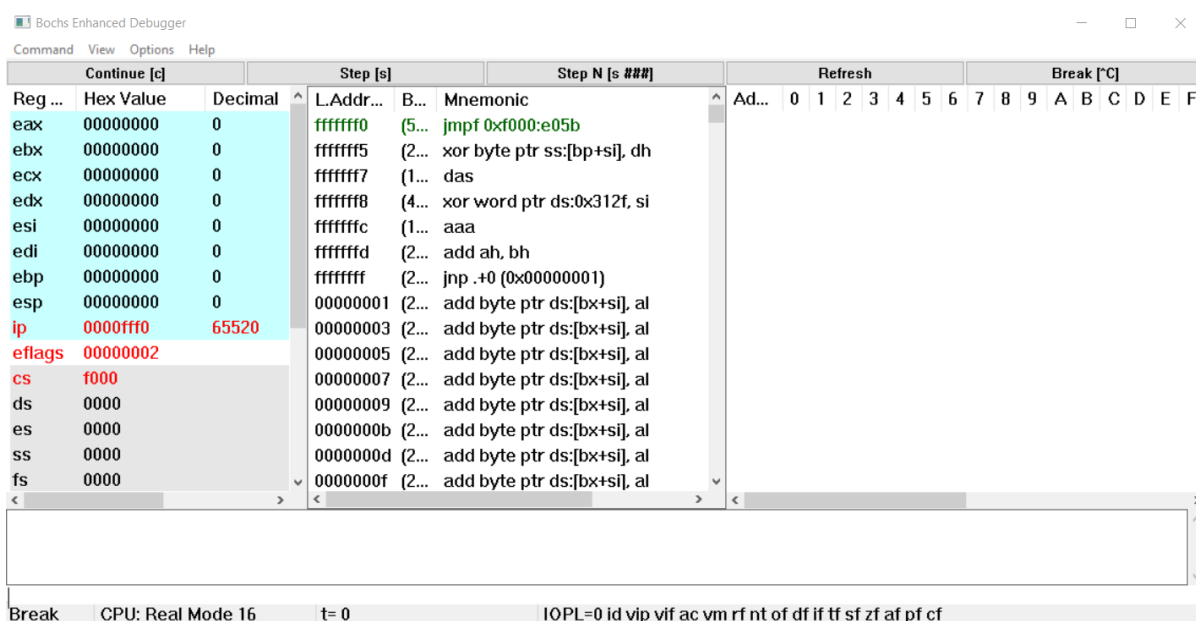 Bochs Enhanced Debugger
Command View Options Help
Continue [c] Step [s] Step N [s ###] Refresh Break [^C]
Reg ... Hex Value Decimal L.Addr... B... Mnemonic Ad... 0 1 2 3 4 5 6 7 8 9 A B C D E F
eax 00000000 0 fffffff0 (5... jmpf 0xf000:e05b
ebx 00000000 0 fffffff5 (2... xor byte ptr ss:[bp+si], dh
ecx 00000000 0 fffffff7 (1... das
edx 00000000 0 fffffff8 (4... xor word ptr ds:0x312f, si
esi 00000000 0 fffffffc (1... aaa
edi 00000000 0 fffffffd (2... add ah, bh
ebp 00000000 0 ffffffff (2... jnp .+0 (0x00000001)
esp 00000000 0 00000001 (2... add byte ptr ds:[bx+si], al
ip 0000fff0 65520 00000003 (2... add byte ptr ds:[bx+si], al
eflags 00000002 00000005 (2... add byte ptr ds:[bx+si], al
cs f000 00000007 (2... add byte ptr ds:[bx+si], al
ds 0000 00000009 (2... add byte ptr ds:[bx+si], al
es 0000 0000000b (2... add byte ptr ds:[bx+si], al
ss 0000 0000000d (2... add byte ptr ds:[bx+si], al
fs 0000 0000000f (2... add byte ptr ds:[bx+si], al
Break CPU: Real Mode 16 t= 0 IOPL=0 id vip vif ac vm rf nt of df if tf sf zf af pf cf